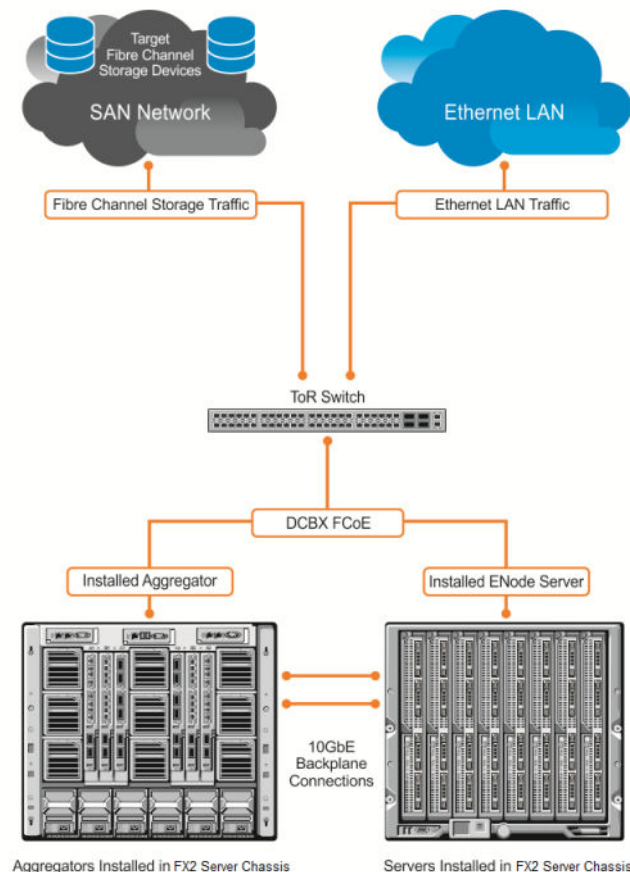 Target
Fibre Channel
Storage Devices
SAN Network
Ethernet LAN
Fibre Channel Storage Traffic
Ethernet LAN Traffic
ToR Switch
DCBX FCoE
Installed Aggregator
Installed ENode Server
10GbE
Backplane
Connections
Aggregators Installed in FX2 Server Chassis
Servers Installed in FX2 Server Chassis